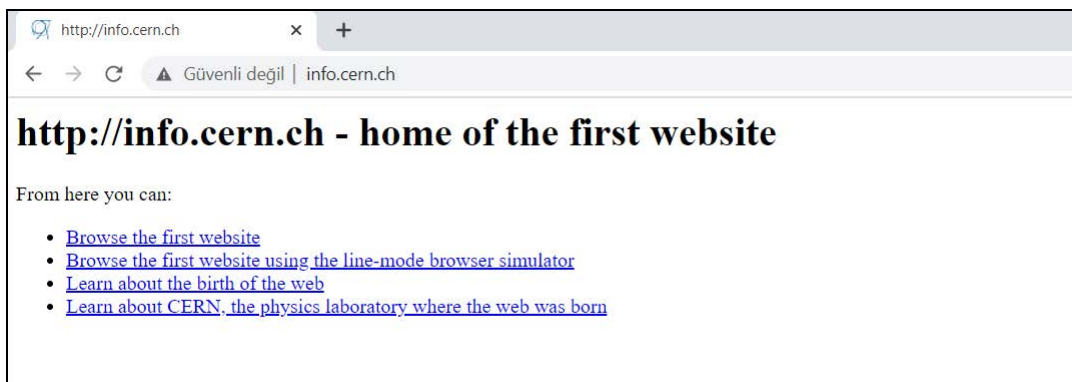 http://info.cern.ch
Güvenli değil | info.cern.ch
http://info.cern.ch - home of the first website
From here you can:
• Browse the first website
• Browse the first website using the line-mode browser simulator
• Learn about the birth of the web
• Learn about CERN, the physics laboratory where the web was born